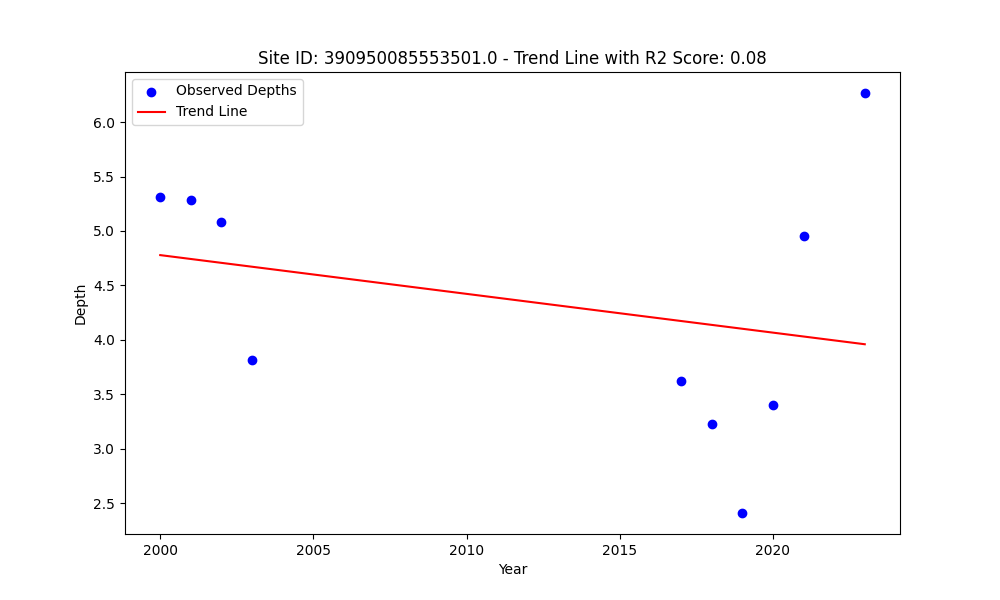 Site ID: 390950085553501.0 - Trend Line with R2 Score: 0.08
Observed Depths
Trend Line
6.0
5.5
5.0
4.5
4.0
3.5
3.0
2.5
Depth
2000
2005
2010
2015
2020
Year